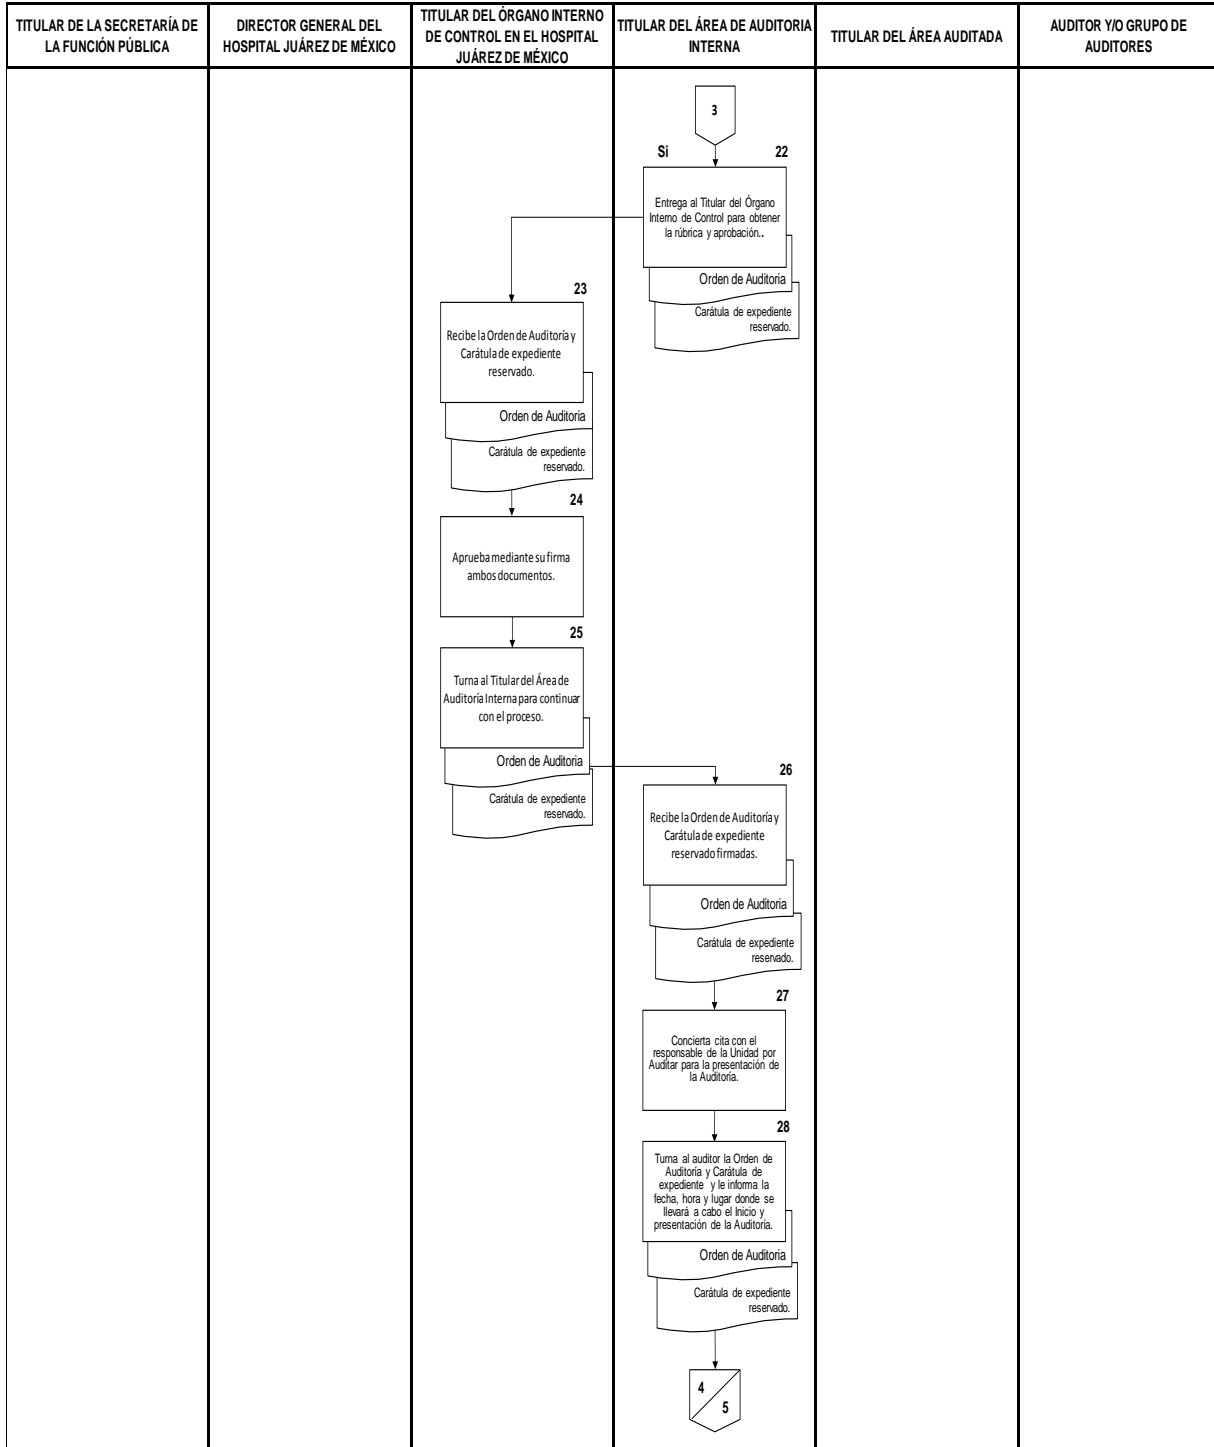 TITULAR DE LA SECRETARÍA DE
LA FUNCIÓN PÚBLICA
DIRECTOR GENERAL DEL
HOSPITAL JUÁREZ DE MÉXICO
TITULAR DEL ÓRGANO INTERNO
DE CONTROL EN EL HOSPITAL
JUÁREZ DE MÉXICO
TITULAR DEL ÁREA DE AUDITORIA
INTERNA
TITULAR DEL ÁREA AUDITADA
AUDITOR Y/O GRUPO DE
AUDITORES
3
Si
22
Entrega al Titular del Órgano
Interno de Control para obtener
la rúbrica y aprobación..
Orden de Auditoria
Carátula de expediente
reservado.
23
Recibe la Orden de Auditoría y
Carátula de expediente
reservado.
Orden de Auditoria
Carátula de expediente
reservado.
24
Aprueba mediante su firma
ambos documentos.
25
Turna al Titular del Área de
Auditoría Interna para continuar
con el proceso.
Orden de Auditoria
Carátula de expediente
reservado.
26
Recibe la Orden de Auditoría y
Carátula de expediente
reservado firmadas.
Orden de Auditoria
Carátula de expediente
reservado.
27
Concierta cita con el
responsable de la Unidad por
Auditar para la presentación de
la Auditoría.
28
Turna al auditor la Orden de
Auditoría y Carátula de
expediente y le informa la
fecha, hora y lugar donde se
llevará a cabo el Inicio y
presentación de la Auditoría.
Orden de Auditoria
Carátula de expediente
reservado.
4
5